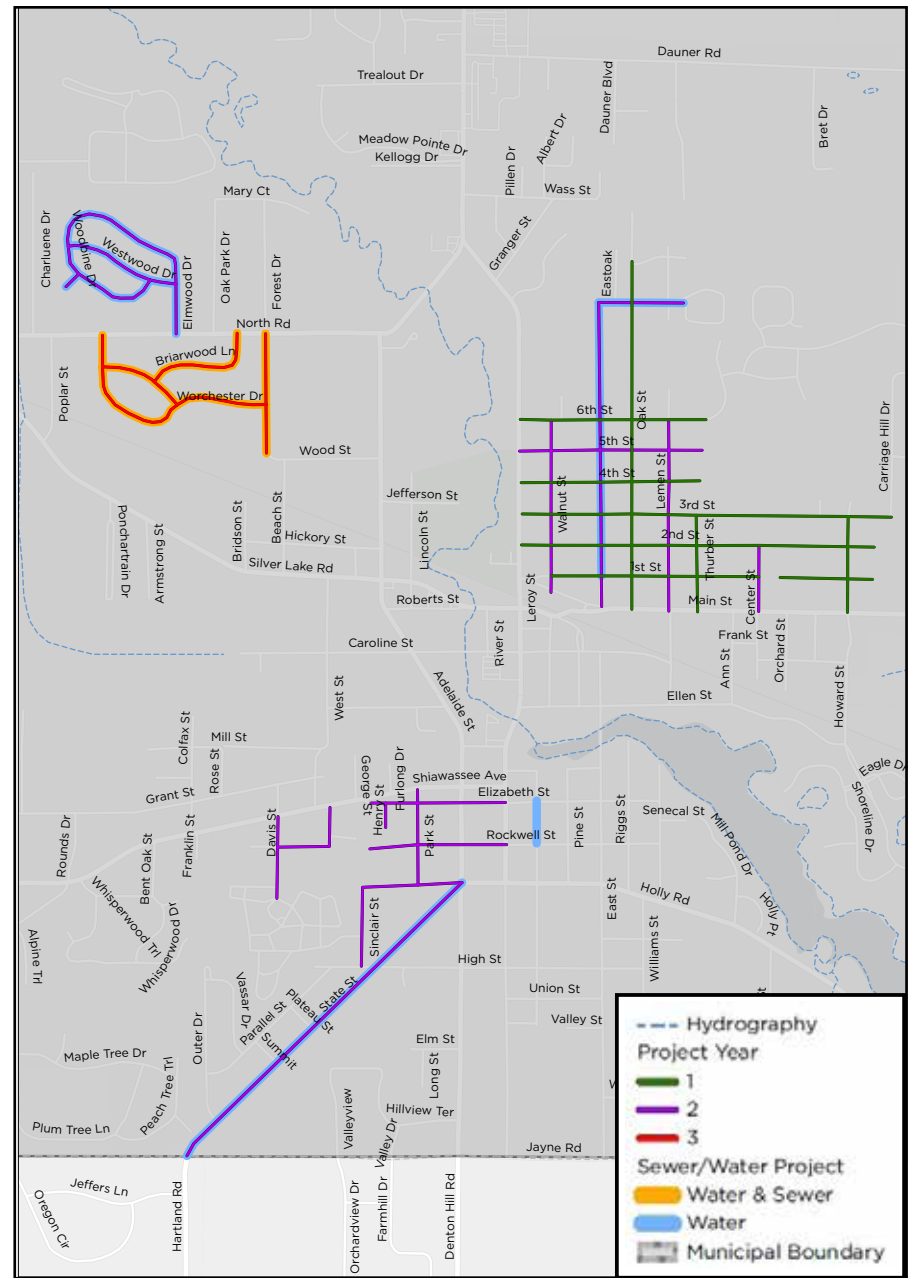 Dauner Rd
Trealout Dr
Dauner Blvd
Bret Dr
Albert Dr
Meadow Pointe Dr
Kellogg Dr
Pillen Dr
Wass St
Mary Ct
Granger St
Charluene Dr
Woodbine Dr
Westwood Dr
Elmwood Dr
Oak Park Dr
Forest Dr
Eastoak
North Rd
Briarwood Ln
Poplar St
Worchester Dr
6th St
Oak St
Carriage Hill Dr
5th St
Wood St
4th St
Lemen St
Jefferson St
Walnut St
3rd St
Ponchartrain Dr
Armstrong St
Bridson St
Beach St
Hickory St
Lincoln St
2nd St
Thurber St
Silver Lake Rd
1st St
Leroy St
Center St
Roberts St
Main St
Caroline St
River St
Frank St
Ann St
Orchard St
West St
Adelaide St
Ellen St
Howard St
Colfax St
Mill St
Rose St
George St
Furlong Dr
Shiawassee Ave
Eagle Dr
Grant St
Henry St
Elizabeth St
Shoreline Dr
Rounds Dr
Bent Oak St
Franklin St
Davis St
Park St
Rockwell St
Pine St
Riggs St
Senecal St
Mill Pond Dr
Whisperwood Trl
Whisperwood Dr
Sinclair St
East St
Holly Rd
Holly Pt
Alpine Trl
Williams St
High St
Vassar Dr
State St
Plateau St
Parallel St
Summit
Union St
Valley St
Outer Dr
Maple Tree Dr
Peach Tree Trl
Elm St
Long St
Valleyview
Hillview Ter
Valley Dr
Plum Tree Ln
Jayne Rd
Jeffers Ln
Oregon Cir
Hartland Rd
Orchardview Dr
Farmhill Dr
Denton Hill Rd
Hydrography
Project Year
1
2
3
Sewer/Water Project
Water & Sewer
Water
Municipal Boundary